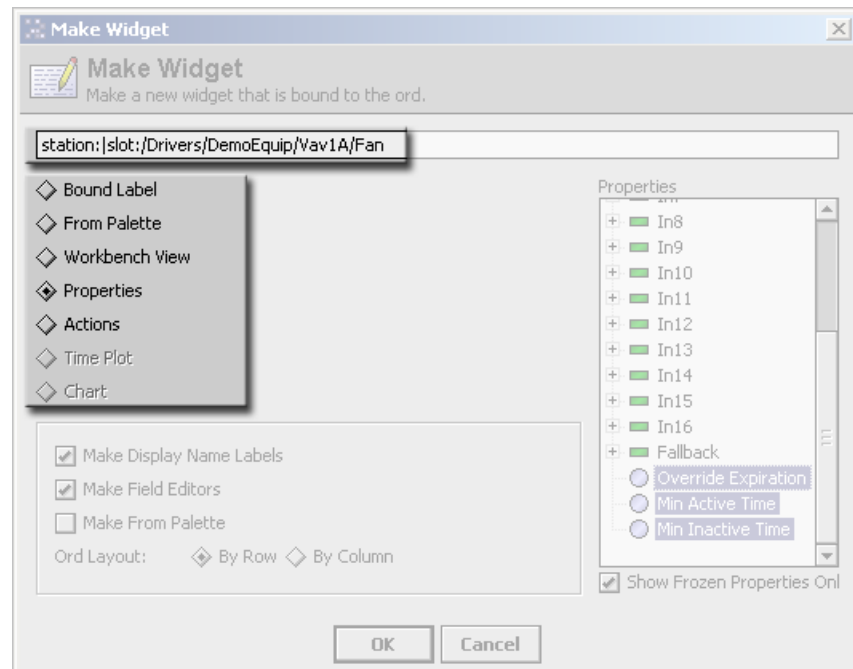 Make Widget
Make Widget
Make a new widget that is bound to the ord.
station:|slot:/Drivers/DemoEquip/Vav1A/Fan
Bound Label
From Palette
Workbench View
Properties
Actions
Time Plot
Chart
Properties
In8
In9
In10
In11
In12
In13
In14
In15
In16
Fallback
Override Expiration
Min Active Time
Min Inactive Time
Show Frozen Properties Onl
Make Display Name Labels
Make Field Editors
Make From Palette
Ord Layout: By Row By Column
OK Cancel